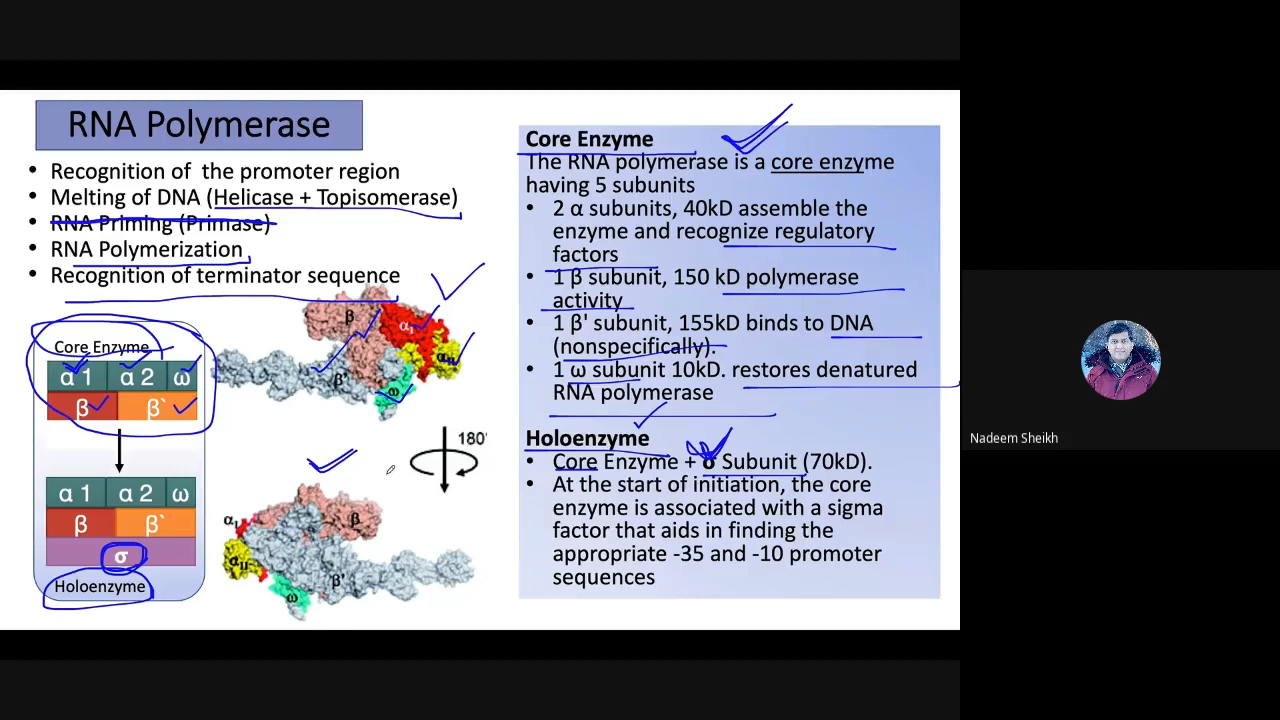 RNA Polymerase
• Recognition of the promoter region
• Melting of DNA (Helicase + Topisomerase)
• RNA Priming (Primase)
• RNA Polymerization
• Recognition of terminator sequence
Core Enzyme
α 1 α 2 ω
β β`
α 1 α 2 ω
β β`
σ
Holoenzyme
β
αI
αII
β'
ω
180°
αI
β
αII
β'
ω
Core Enzyme
The RNA polymerase is a core enzyme
having 5 subunits
• 2 α subunits, 40kD assemble the
enzyme and recognize regulatory
factors
• 1 β subunit, 150 kD polymerase
activity
• 1 β' subunit, 155kD binds to DNA
(nonspecifically).
• 1 ω subunit 10kD. restores denatured
RNA polymerase
Holoenzyme
• Core Enzyme + σ Subunit (70kD).
• At the start of initiation, the core
enzyme is associated with a sigma
factor that aids in finding the
appropriate -35 and -10 promoter
sequences
Nadeem Sheikh